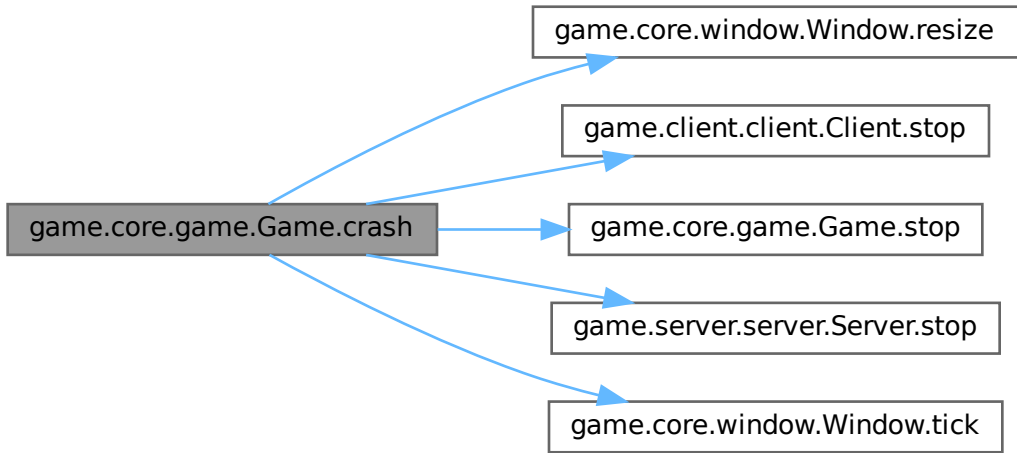 game.core.game.Game.crash
game.core.window.Window.resize
game.client.client.Client.stop
game.core.game.Game.stop
game.server.server.Server.stop
game.core.window.Window.tick